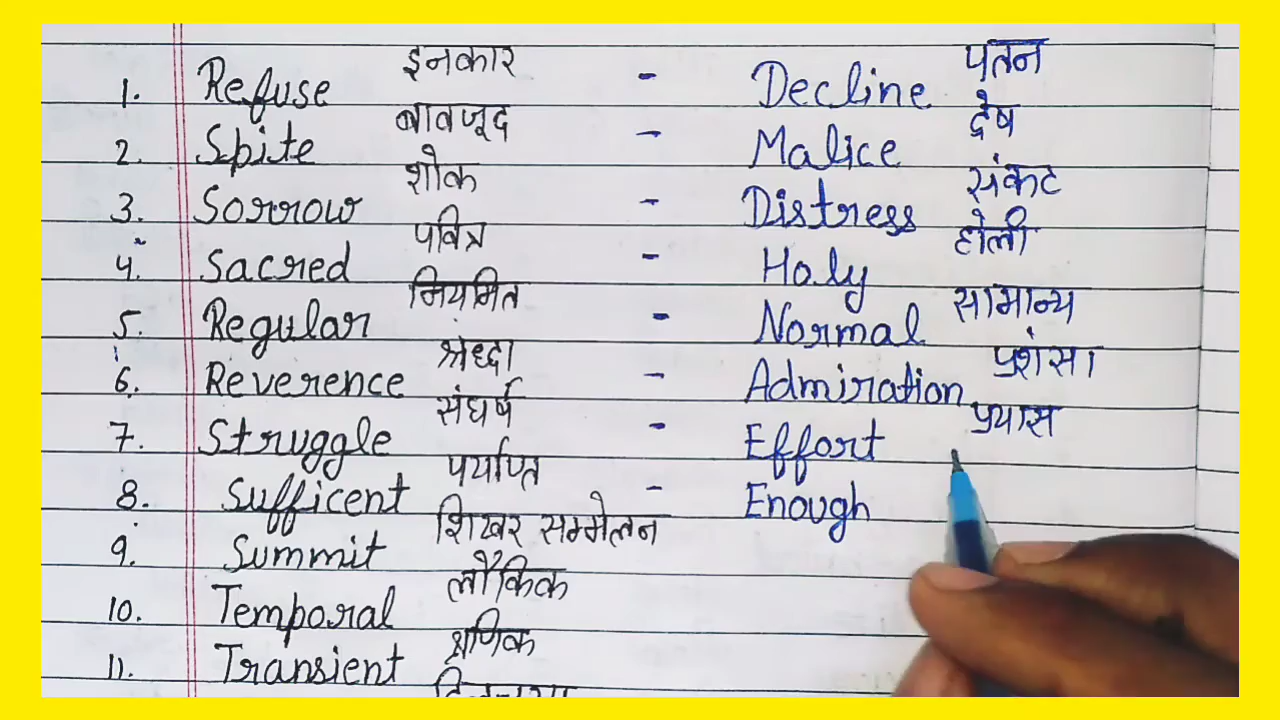 1. Refuse इनकार - Decline पतन
2. Spite बावजूद - Malice द्वेष
3. Sorrow शोक - Distress संकट
4. Sacred पवित्र - Holy होली
5. Regular नियमित - Normal सामान्य
6. Reverence श्रेध्दा - Admiration प्रशंसा
7. Struggle संघर्ष - Effort प्रयास
8. Sufficent पर्याप्त - Enough
9. Summit शिखर सम्मेलन
10. Temporal लौकिक
11. Transient क्षणिक